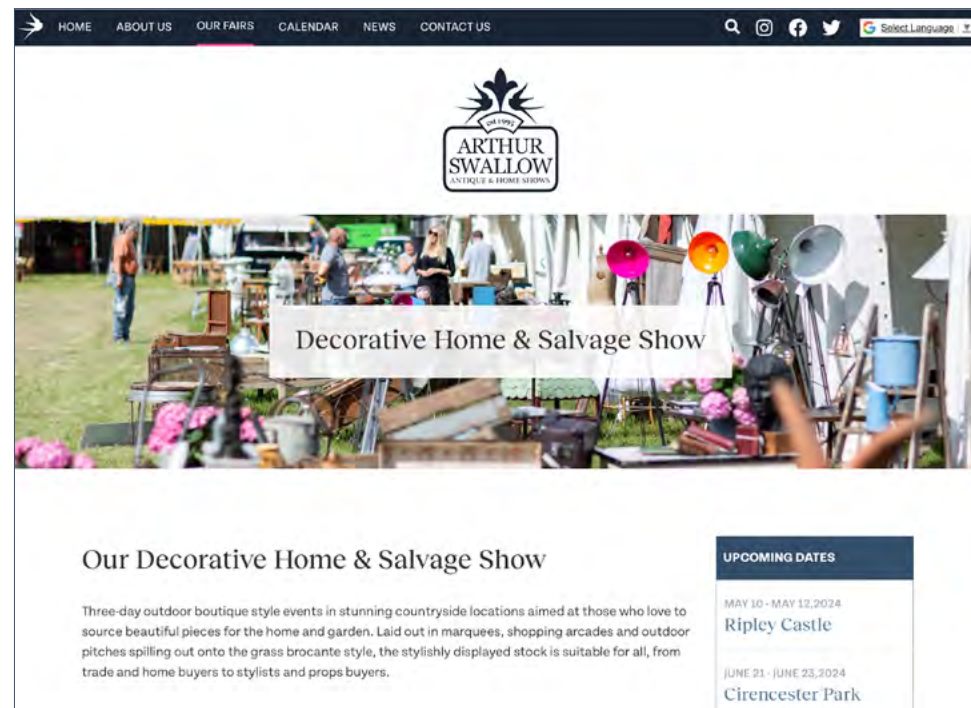 HOME ABOUT US OUR FAIRS CALENDAR NEWS CONTACT US Select Language
Est 1997
ARTHUR
SWALLOW
ANTIQUE & HOME SHOWS
Decorative Home & Salvage Show
Our Decorative Home & Salvage Show
Three-day outdoor boutique style events in stunning countryside locations aimed at those who love to
source beautiful pieces for the home and garden. Laid out in marquees, shopping arcades and outdoor
pitches spilling out onto the grass brocante style, the stylishly displayed stock is suitable for all, from
trade and home buyers to stylists and props buyers.
UPCOMING DATES
MAY 10 - MAY 12,2024
Ripley Castle
JUNE 21 - JUNE 23,2024
Cirencester Park